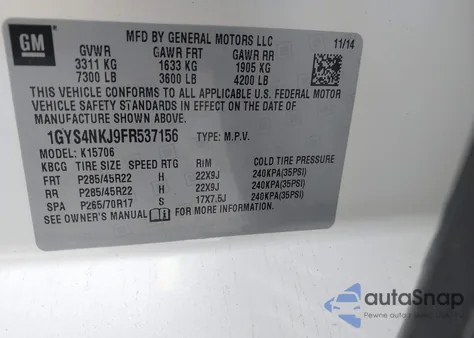 GM
MFD BY GENERAL MOTORS LLC
11/14
GVWR GAWR FRT GAWR RR
3311 KG 1633 KG 1905 KG
7300 LB 3600 LB 4200 LB
THIS VEHICLE CONFORMS TO ALL APPLICABLE U.S. FEDERAL MOTOR
VEHICLE SAFETY STANDARDS IN EFFECT ON THE DATE OF
MANUFACTURE SHOWN ABOVE.
1GYS4NKJ9FR537156 TYPE: M.P.V.
MODEL: K15706
KBCG TIRE SIZE SPEED RTG RIM COLD TIRE PRESSURE
FRT P285/45R22 H 22X9J 240KPA(35PSI)
RR P285/45R22 H 22X9J 240KPA(35PSI)
SPA P265/70R17 S 17X7.5J 240KPA(35PSI)
SEE OWNER'S MANUAL FOR MORE INFORMATION.
autoSnap
Pewne auto w dobrej cenie